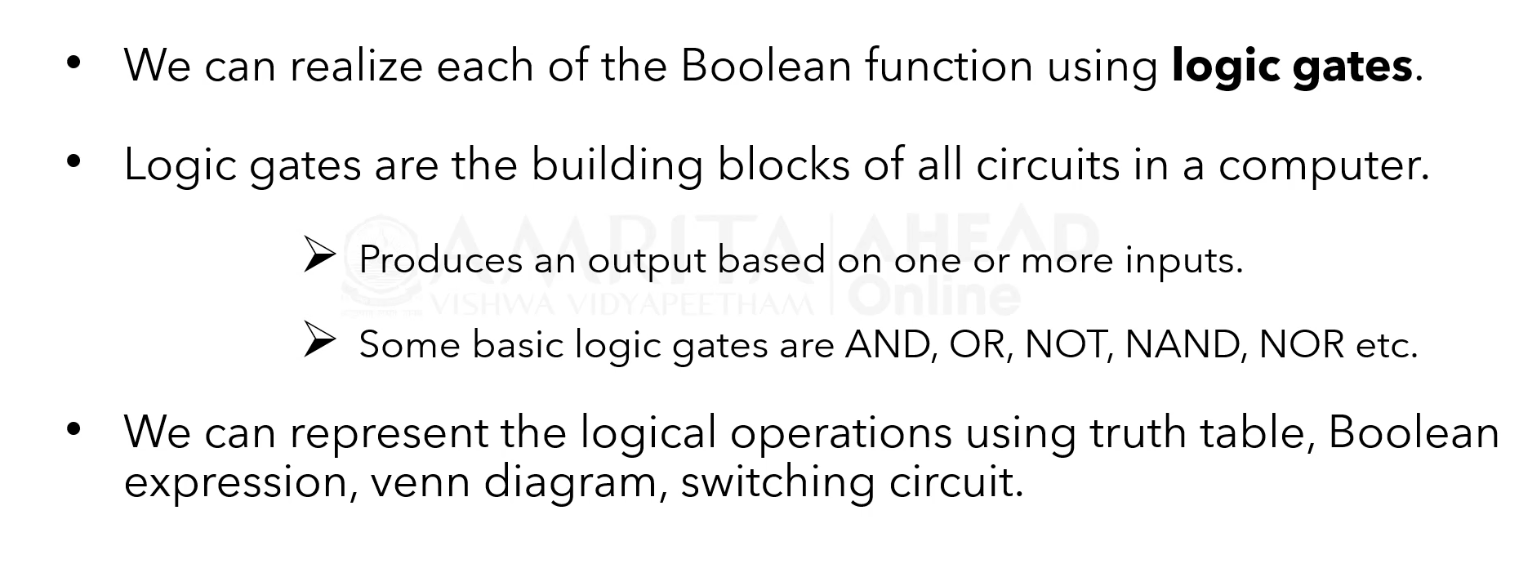 • We can realize each of the Boolean function using logic gates.
• Logic gates are the building blocks of all circuits in a computer.
AMRITA AHEAD
VISHWA VIDYAPEETHAM Online
➢ Produces an output based on one or more inputs.
➢ Some basic logic gates are AND, OR, NOT, NAND, NOR etc.
• We can represent the logical operations using truth table, Boolean
expression, venn diagram, switching circuit.